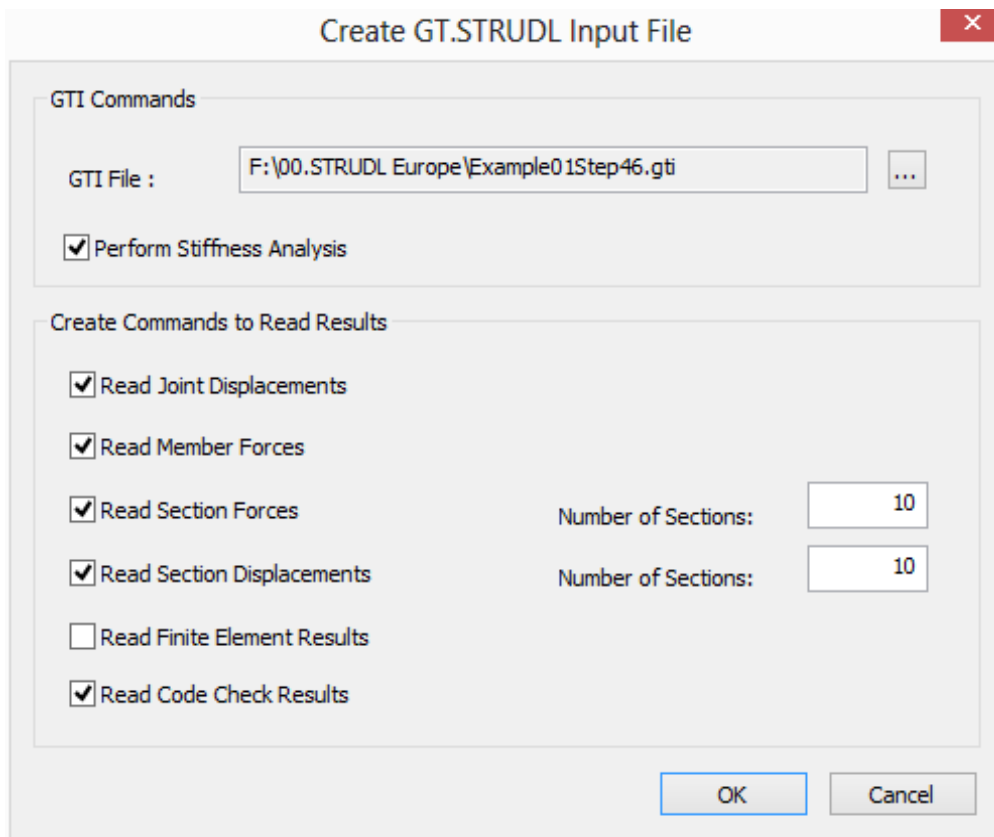 Create GT.STRUDL Input File
GTI Commands
GTI File :
F:\00.STRUDL Europe\Example01Step46.gti
...
Perform Stiffness Analysis
Create Commands to Read Results
Read Joint Displacements
Read Member Forces
Read Section Forces
Number of Sections:
10
Read Section Displacements
Number of Sections:
10
Read Finite Element Results
Read Code Check Results
OK
Cancel